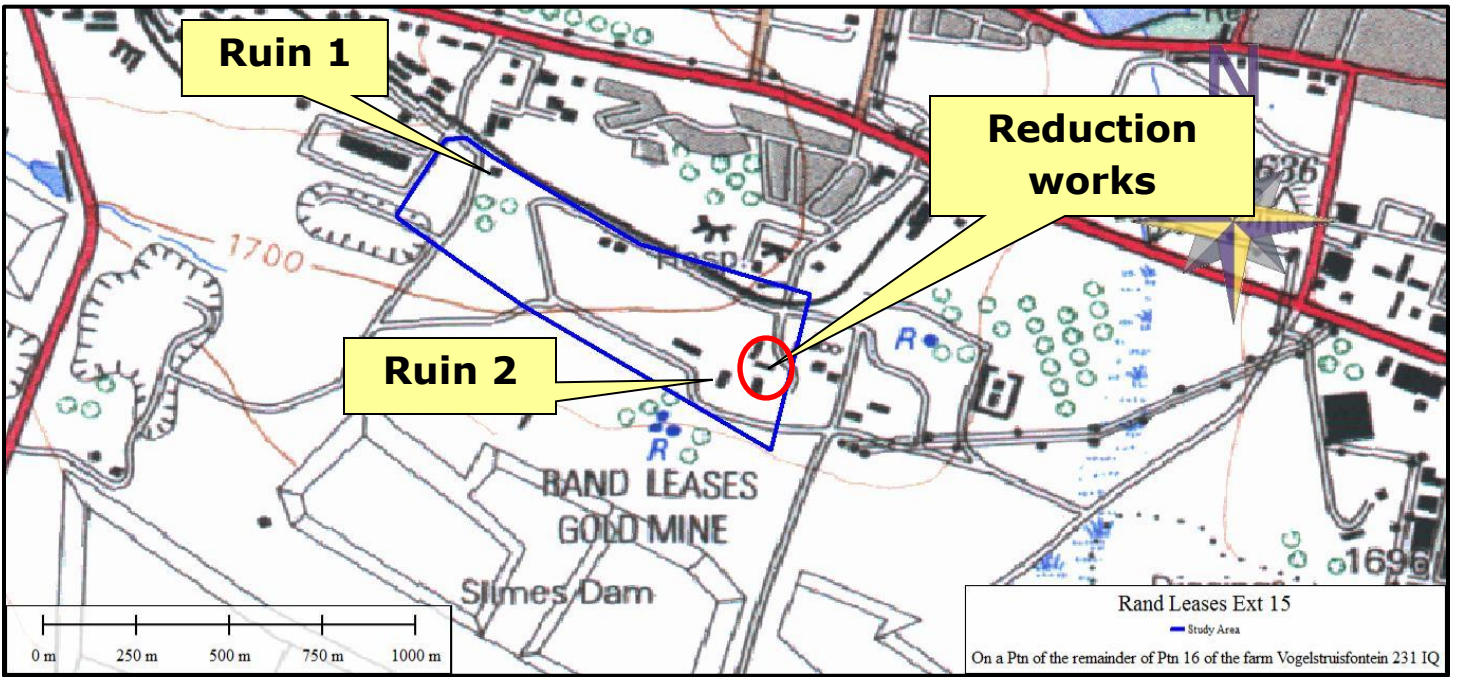 Ruin 1
N
Reduction
works
1700
Hosp.
R
Ruin 2
R
RAND LEASES
GOLD MINE
Slimes Dam
1696
0 m 250 m 500 m 750 m 1000 m
Rand Leases Ext 15
Study Area
On a Ptn of the remainder of Ptn 16 of the farm Vogelstruisfontein 231 IQ